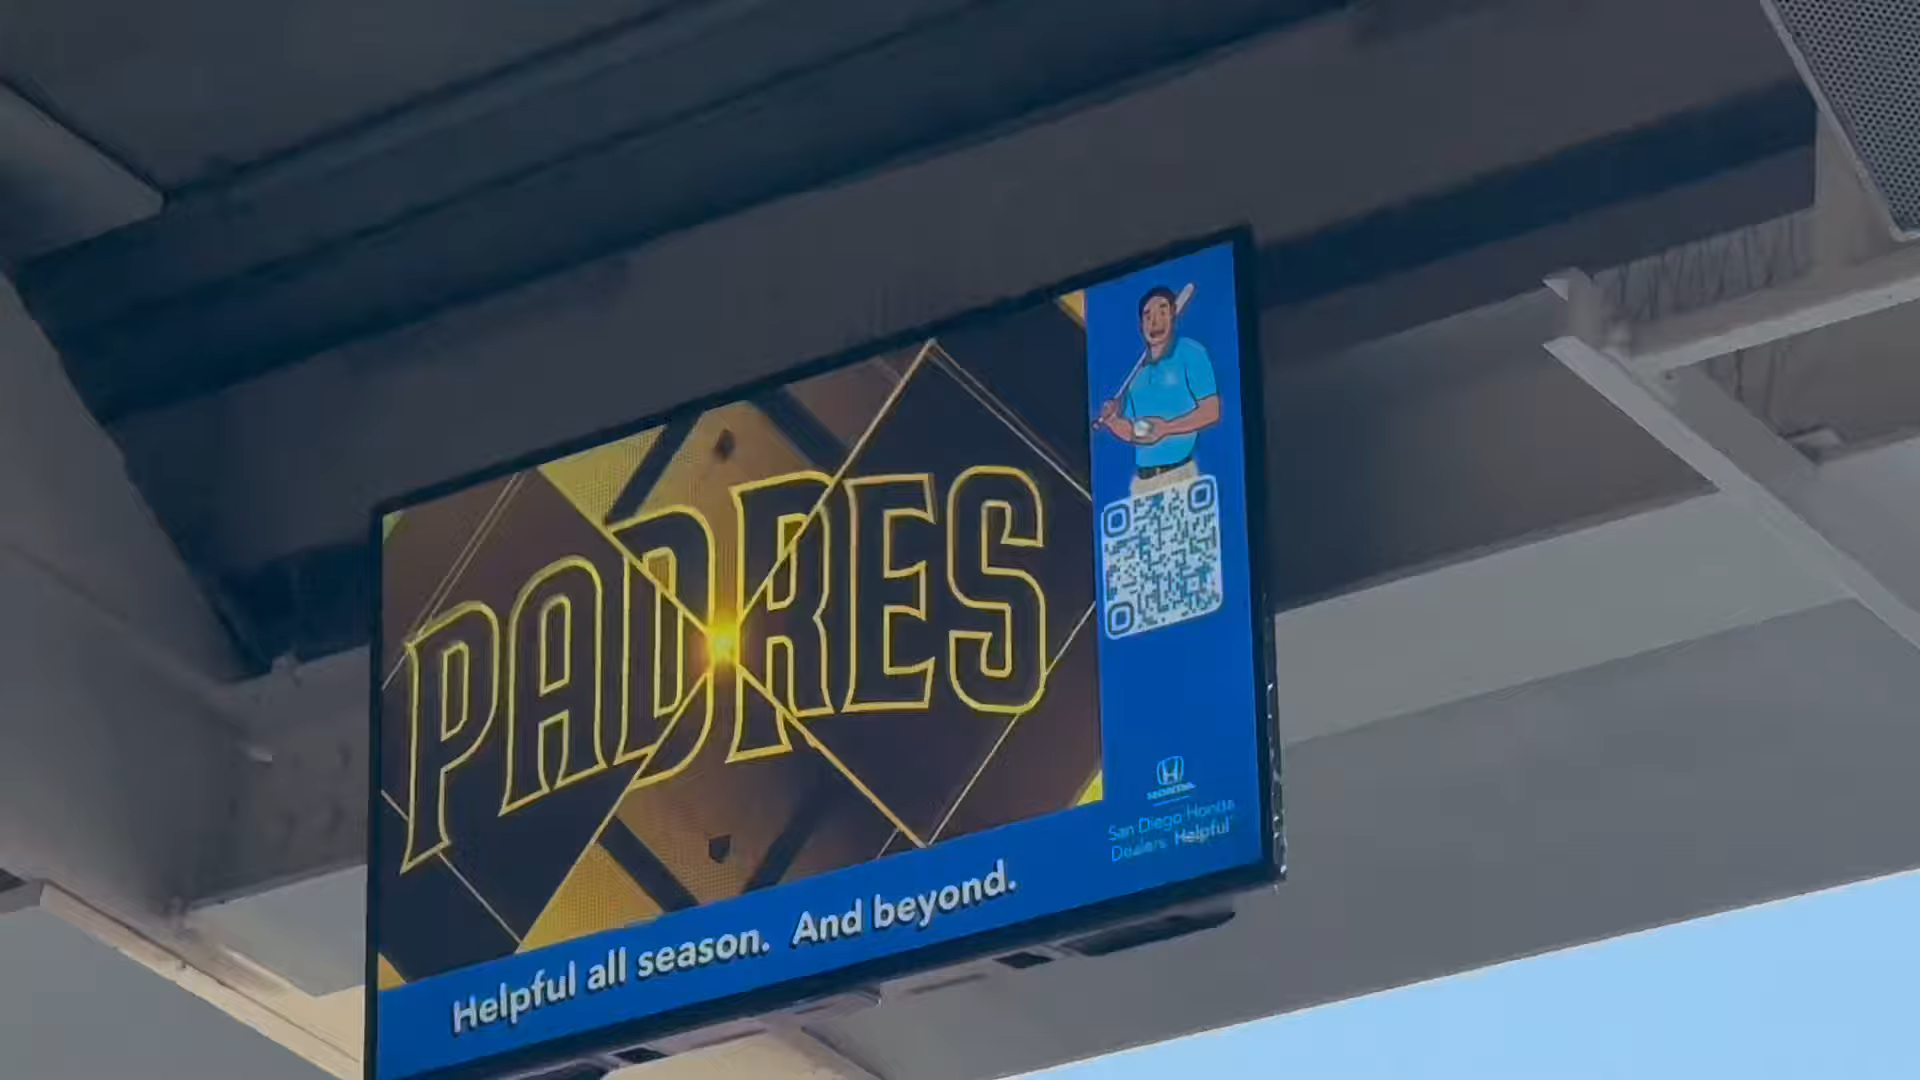 PADRES
HONDA
San Diego Honda
Dealers Helpful
Helpful all season. And beyond.